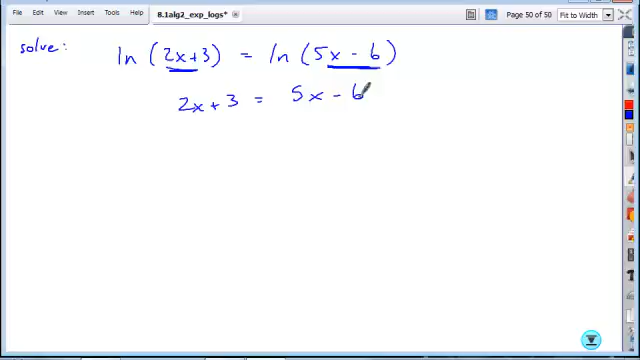 File Edit View Insert Tools Help 8.1alg2_exp_logs* Page 50 of 50 Fit to Width
solve: ln (2x+3) = ln (5x - 6)
2x + 3 = 5x - 6